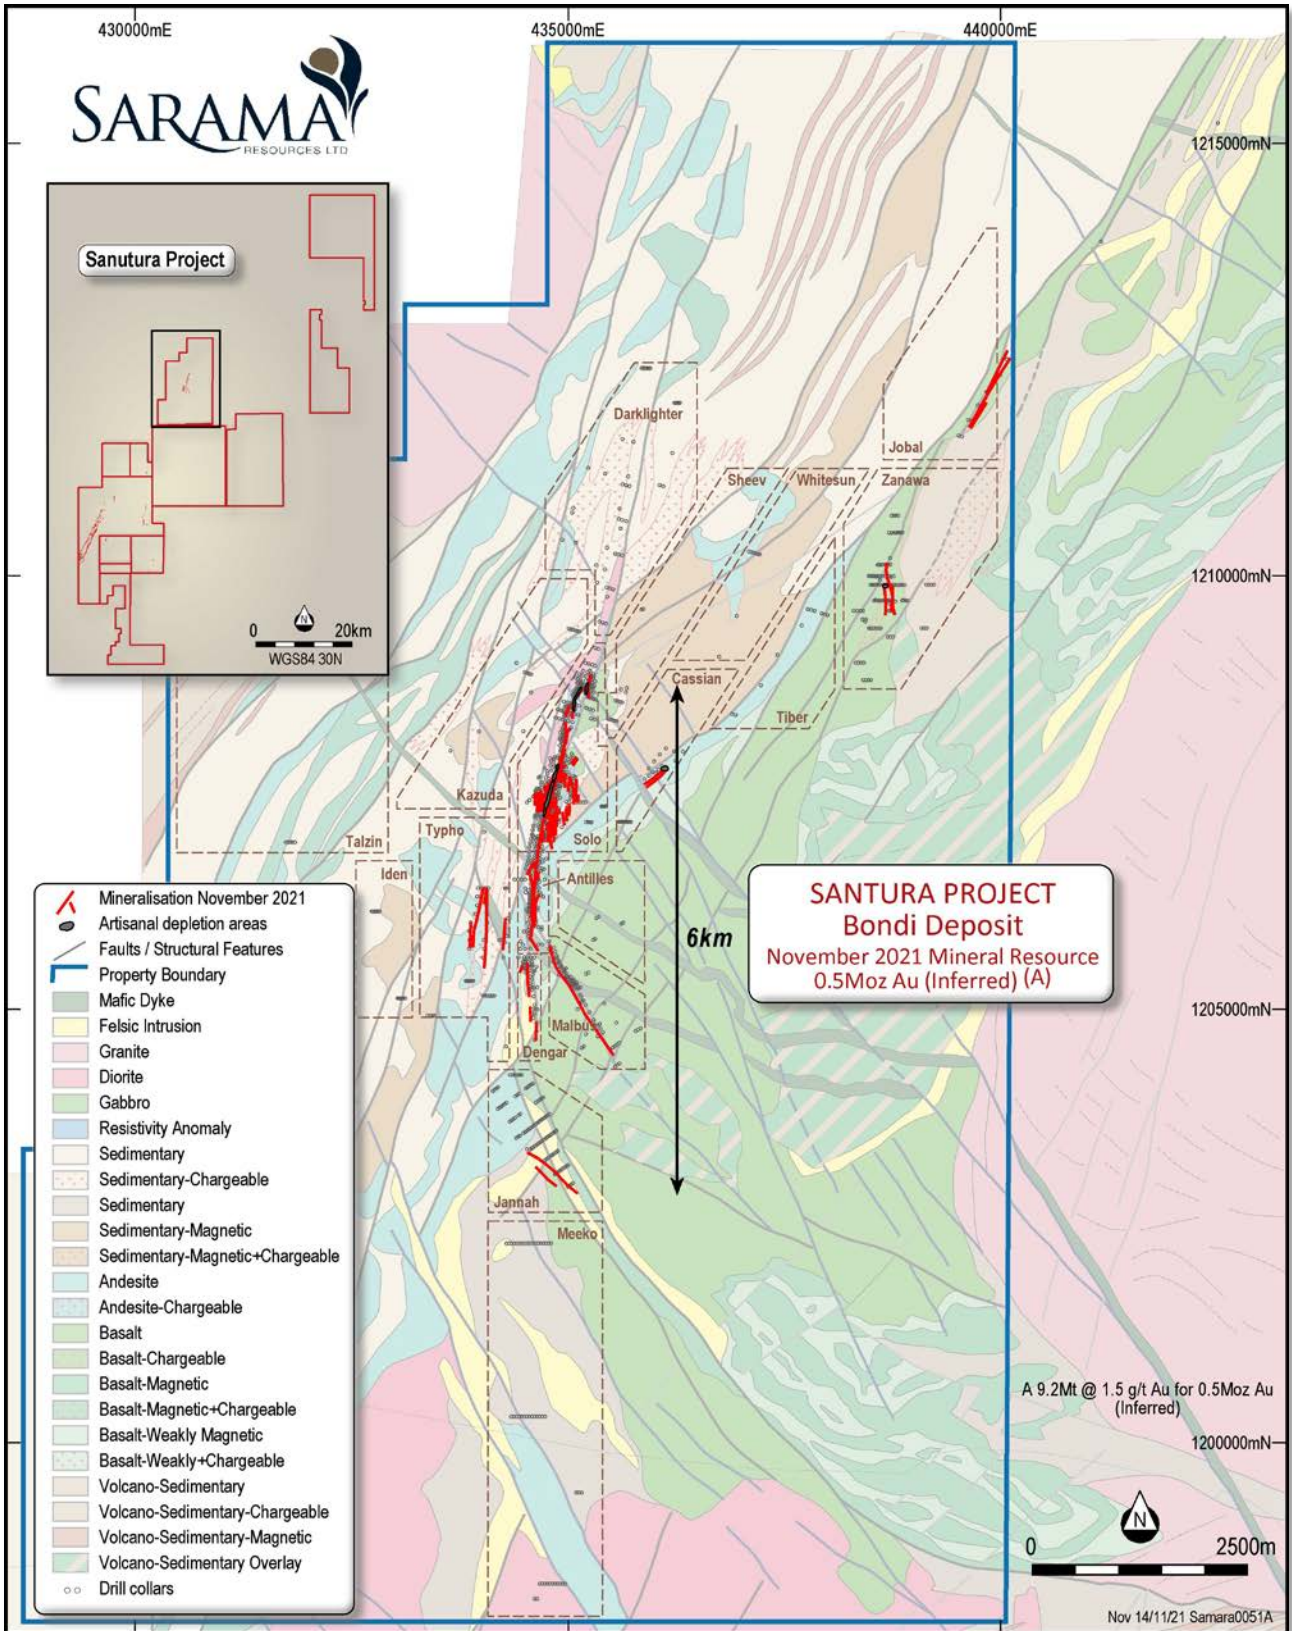 430000mE
435000mE
440000mE
SARAMA
RESOURCES LTD
1215000mN
Sanutura Project
0 20km
N
WGS84 30N
Darklighter
Jobal
Sheev
Whitesun
Zanawa
1210000mN
Cassian
Tiber
Kazuda
Talzin
Typho
Solo
Iden
Antilles
6km
SANTURA PROJECT
Bondi Deposit
November 2021 Mineral Resource
0.5Moz Au (Inferred) (A)
1205000mN
Malbus
Dengar
Jannah
Meeko
Mineralisation November 2021
Artisanal depletion areas
Faults / Structural Features
Property Boundary
Mafic Dyke
Felsic Intrusion
Granite
Diorite
Gabbro
Resistivity Anomaly
Sedimentary
Sedimentary-Chargeable
Sedimentary
Sedimentary-Magnetic
Sedimentary-Magnetic+Chargeable
Andesite
Andesite-Chargeable
Basalt
Basalt-Chargeable
Basalt-Magnetic
Basalt-Magnetic+Chargeable
Basalt-Weakly Magnetic
Basalt-Weakly+Chargeable
Volcano-Sedimentary
Volcano-Sedimentary-Chargeable
Volcano-Sedimentary-Magnetic
Volcano-Sedimentary Overlay
Drill collars
A 9.2Mt @ 1.5 g/t Au for 0.5Moz Au
(Inferred)
1200000mN
N
0 2500m
Nov 14/11/21 Samara0051A